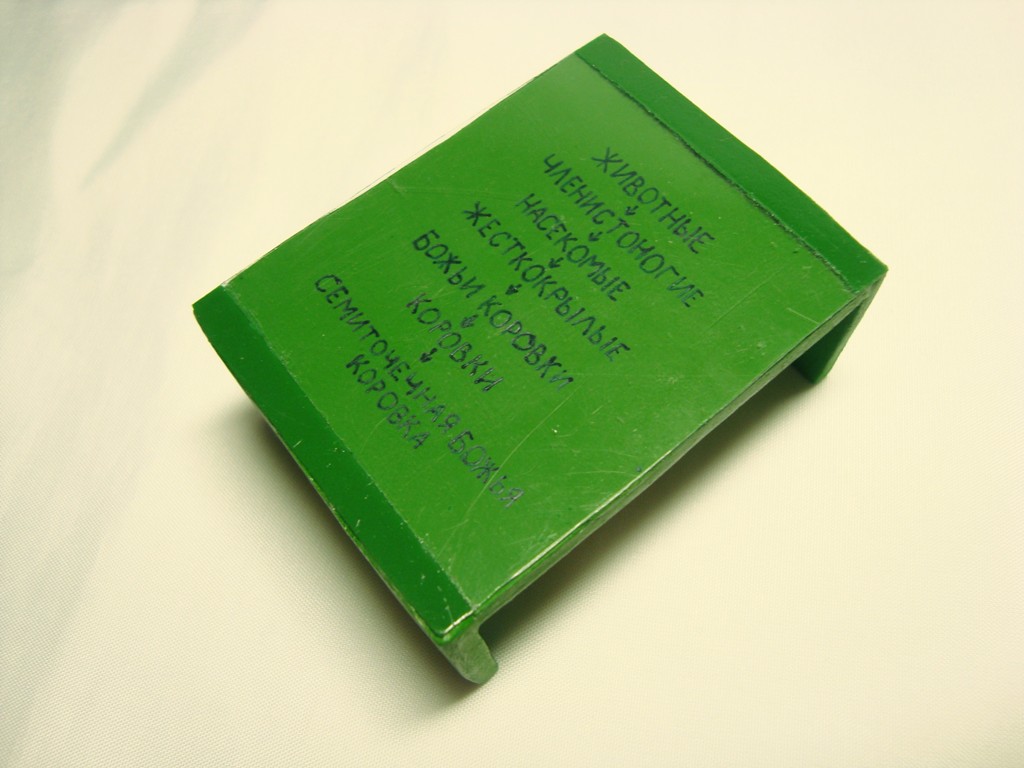 ЖИВОТНЫЕ
↓
ЧЛЕНИСТОНОГИЕ
↓
НАСЕКОМЫЕ
↓
ЖЕСТКОКРЫЛЫЕ
↓
БОЖЬИ КОРОВКИ
↓
КОРОВКИ
↓
СЕМИТОЧЕЧНАЯ БОЖЬЯ
КОРОВКА